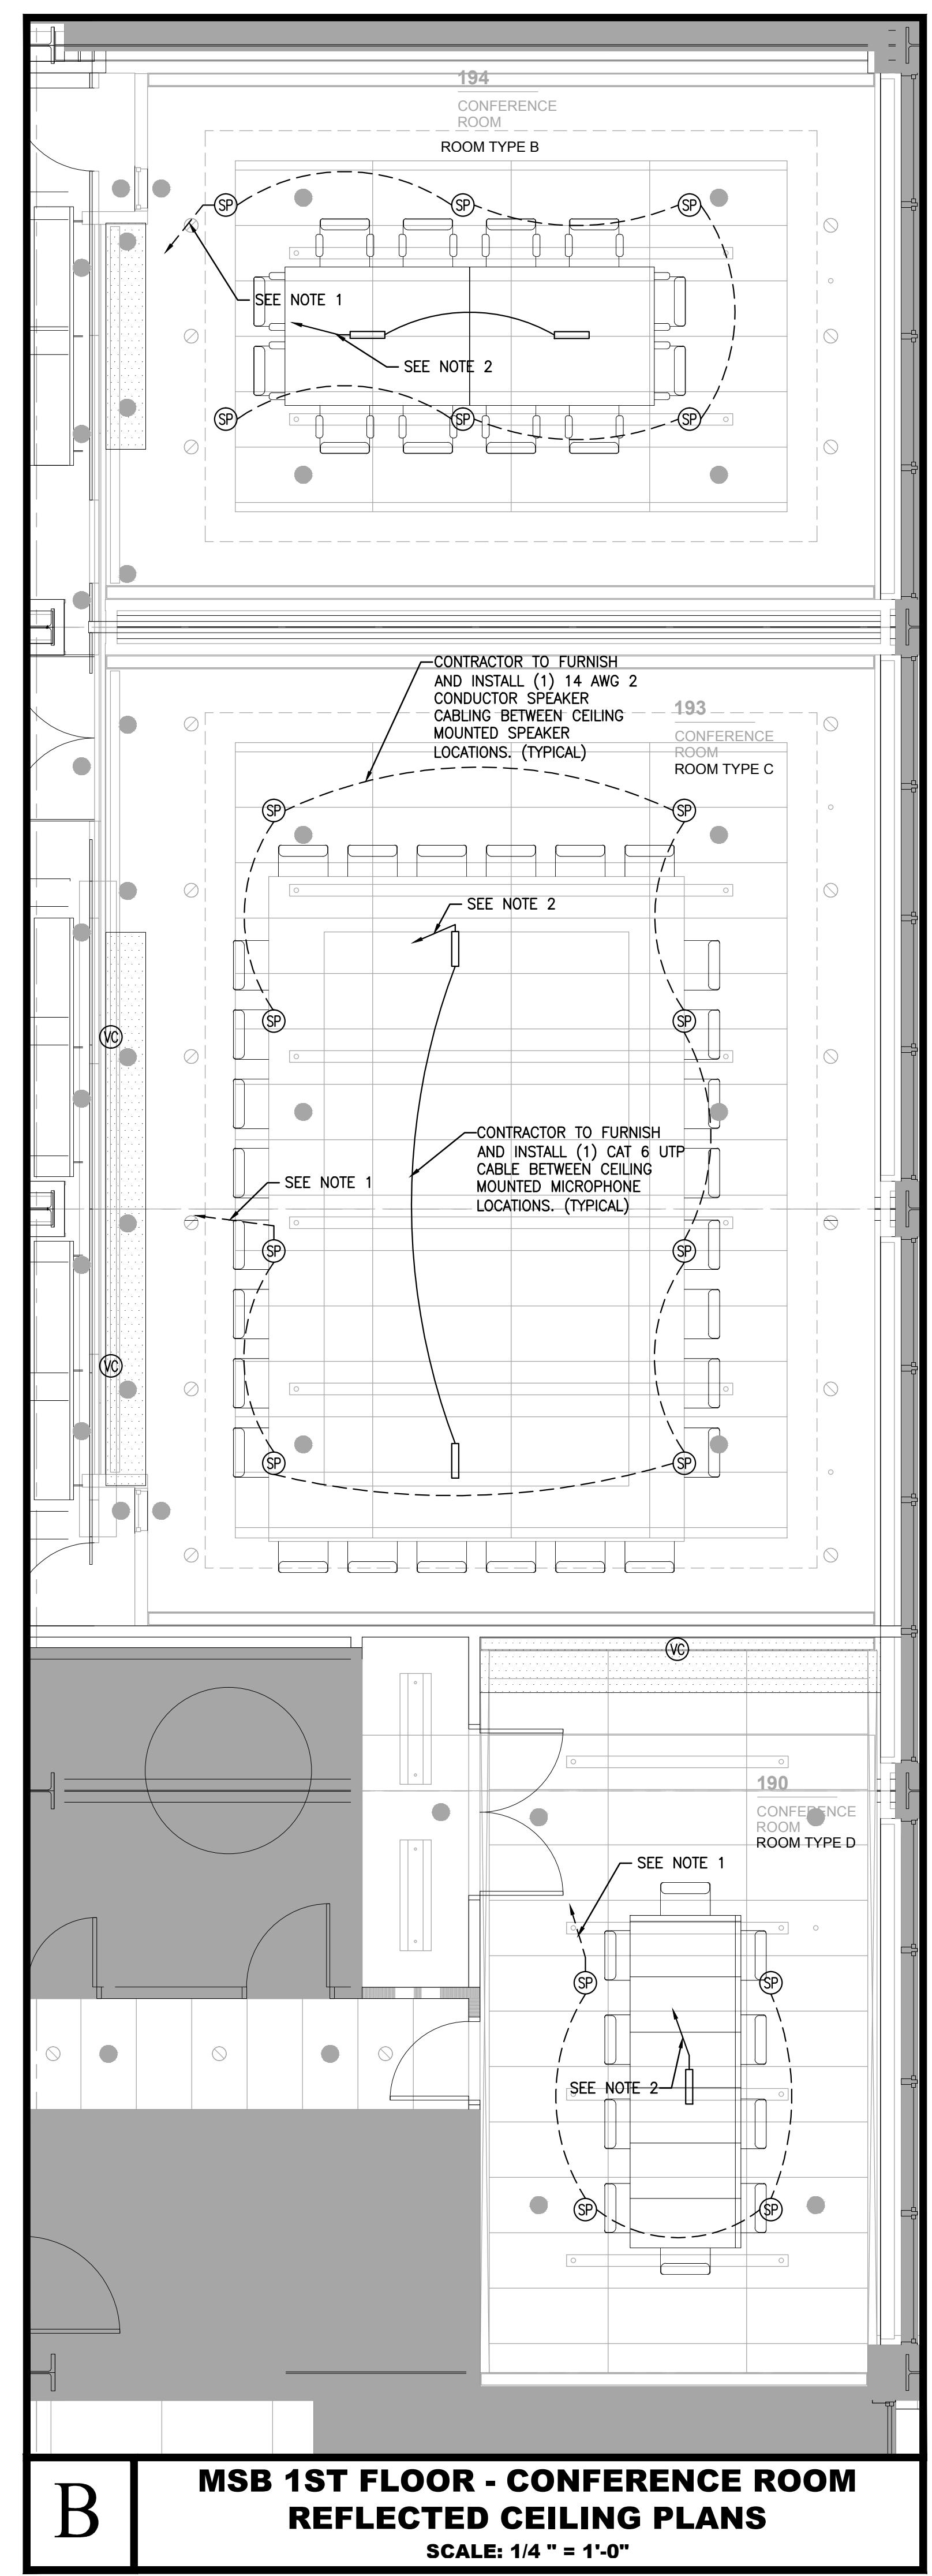 194
CONFERENCE
ROOM
ROOM TYPE B
SP
SP
SP
SEE NOTE 1
SEE NOTE 2
SP
SP
SP
CONTRACTOR TO FURNISH
AND INSTALL (1) 14 AWG 2
CONDUCTOR SPEAKER
CABLING BETWEEN CEILING
MOUNTED SPEAKER
LOCATIONS. (TYPICAL)
193
CONFERENCE
ROOM
ROOM TYPE C
SP
SP
SEE NOTE 2
SP
SP
VC
CONTRACTOR TO FURNISH
AND INSTALL (1) CAT 6 UTP
CABLE BETWEEN CEILING
MOUNTED MICROPHONE
LOCATIONS. (TYPICAL)
SEE NOTE 1
SP
SP
VC
SP
SP
VC
190
CONFERENCE
ROOM
ROOM TYPE D
SEE NOTE 1
SP
SP
SEE NOTE 2
SP
SP
B
MSB 1ST FLOOR - CONFERENCE ROOM
REFLECTED CEILING PLANS
SCALE: 1/4 " = 1'-0"